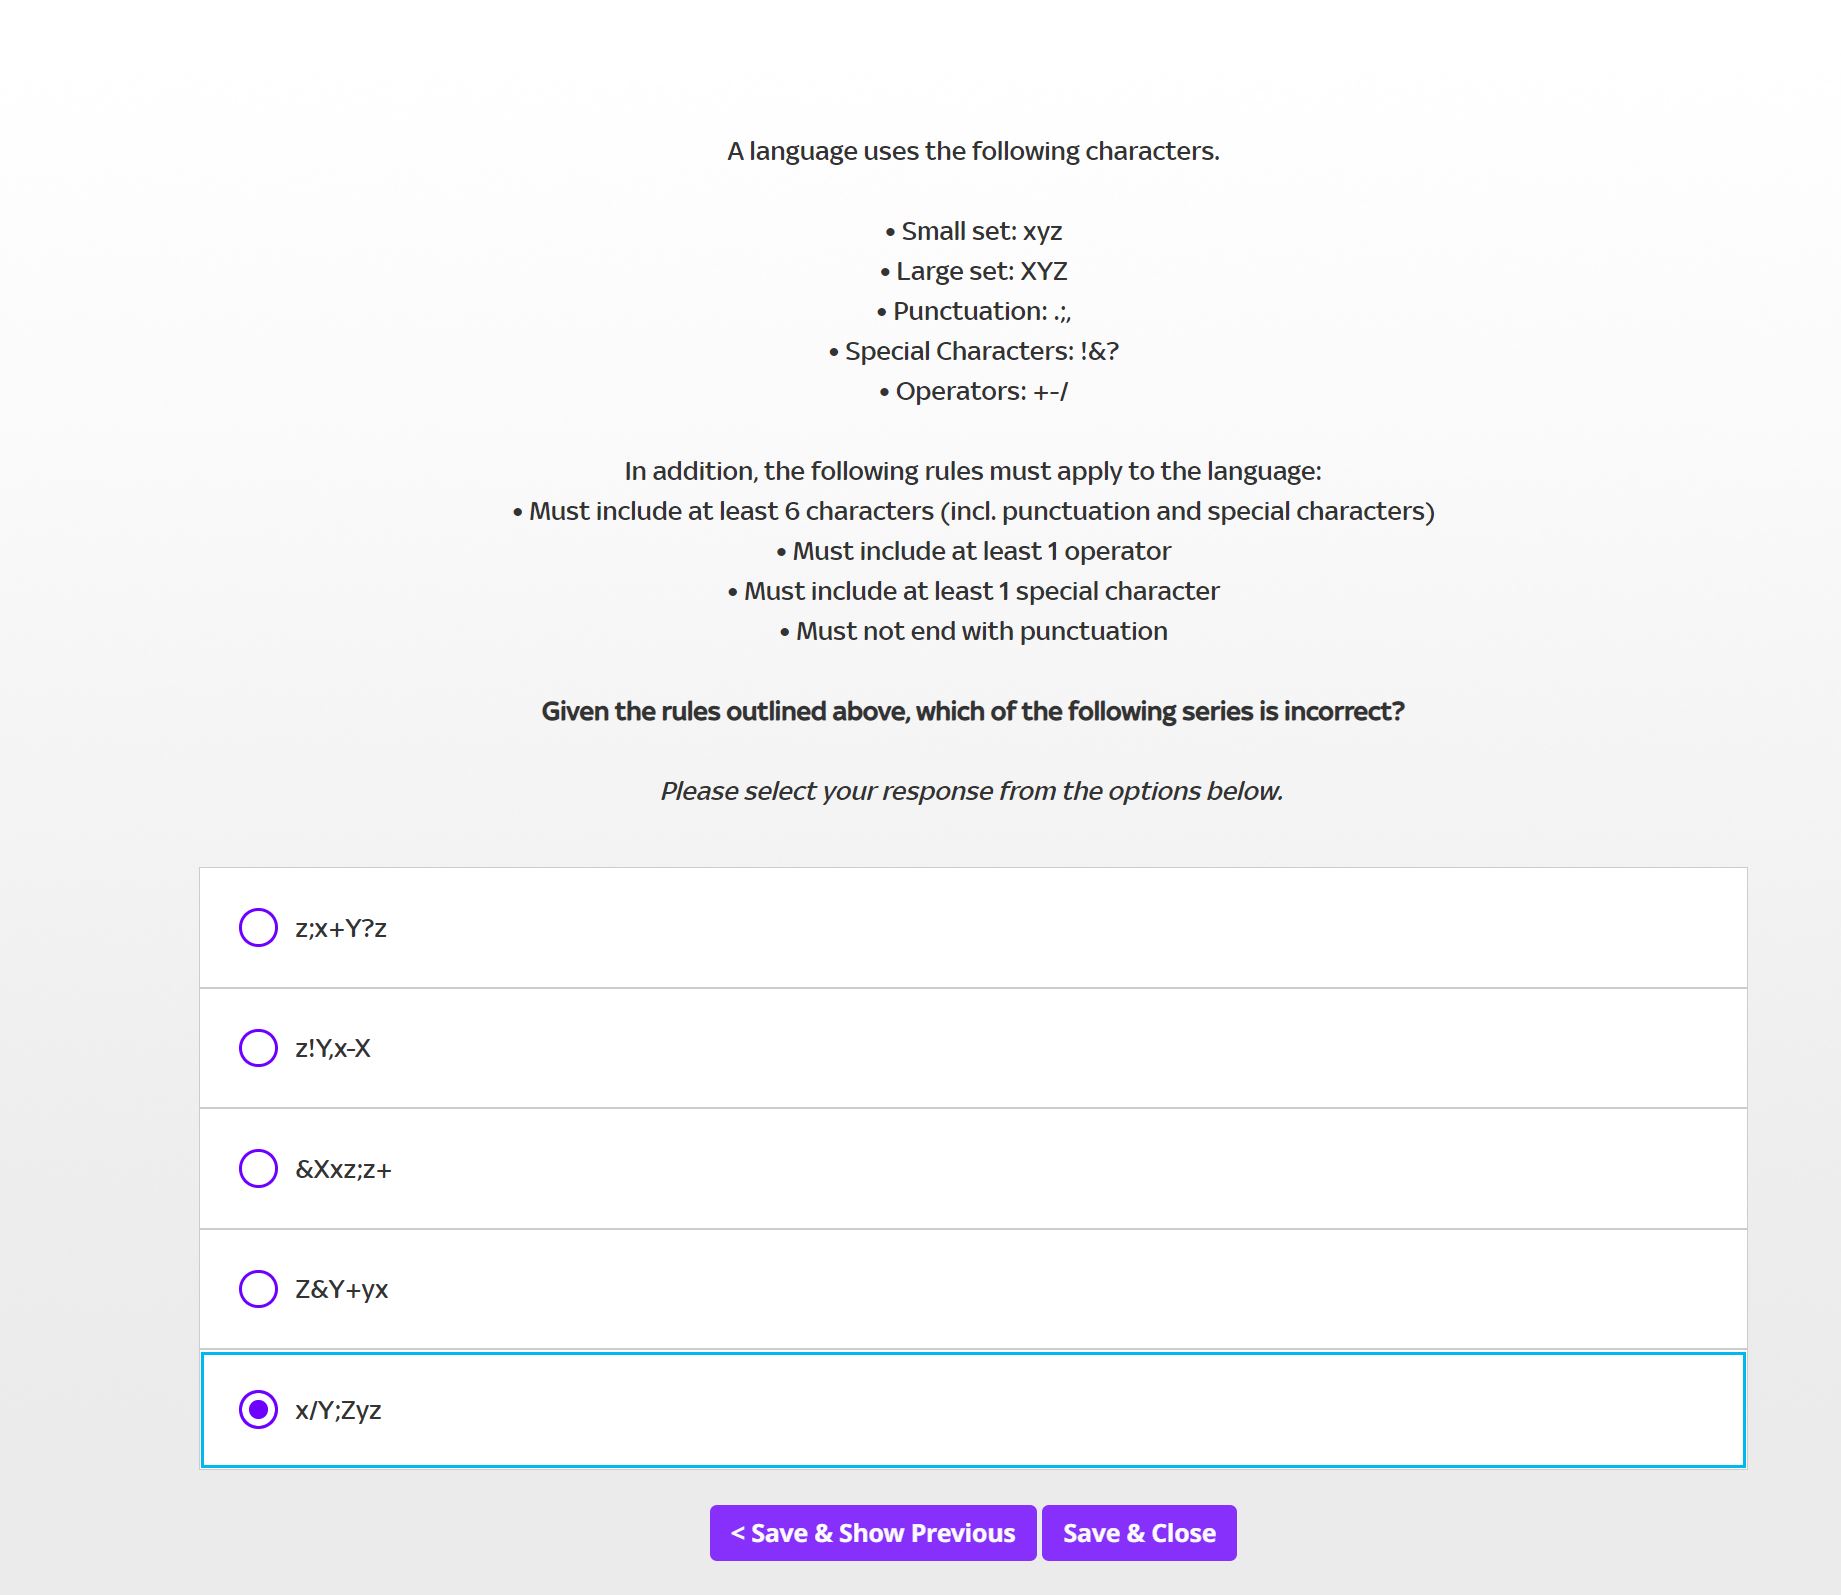 A language uses the following characters.
• Small set: xyz
• Large set: XYZ
• Punctuation: .;,
• Special Characters: !&?
• Operators: +-/
In addition, the following rules must apply to the language:
• Must include at least 6 characters (incl. punctuation and special characters)
• Must include at least 1 operator
• Must include at least 1 special character
• Must not end with punctuation
Given the rules outlined above, which of the following series is incorrect?
Please select your response from the options below.
z;x+Y?z
z!Y,x-X
&Xxz;z+
Z&Y+yx
x/Y;Zyz
< Save & Show Previous
Save & Close